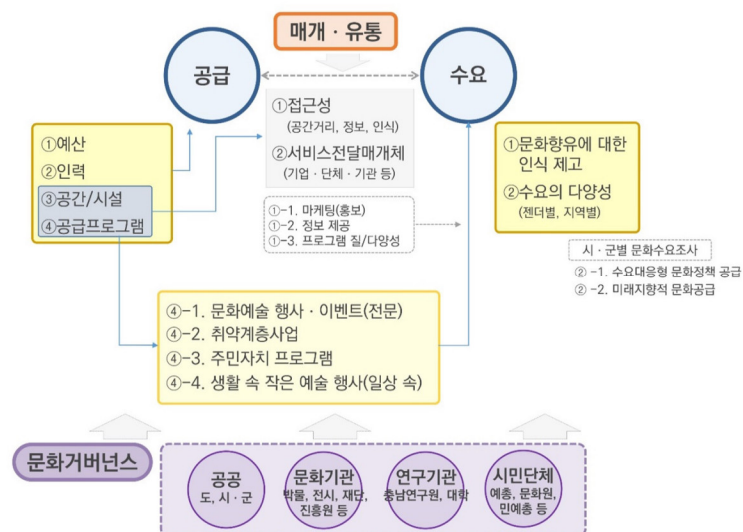 매개 · 유통
공급
수요
①접근성
(공간거리, 정보, 인식)
②서비스전달매개체
(기업 · 단체 · 기관 등)
①예산
②인력
③공간/시설
④공급프로그램
①문화향유에 대한
인식 제고
②수요의 다양성
(젠더별, 지역별)
①-1. 마케팅(홍보)
①-2. 정보 제공
①-3. 프로그램 질/다양성
시 · 군별 문화수요조사
② -1. 수요대응형 문화정책 공급
② -2. 미래지향적 문화공급
④-1. 문화예술 행사 · 이벤트(전문)
④-2. 취약계층사업
④-3. 주민자치 프로그램
④-4. 생활 속 작은 예술 행사(일상 속)
문화거버넌스
공공
도, 시 · 군
문화기관
박물, 전시, 재단,
진흥원 등
연구기관
충남연구원, 대학
시민단체
예총, 문화원,
민예총 등